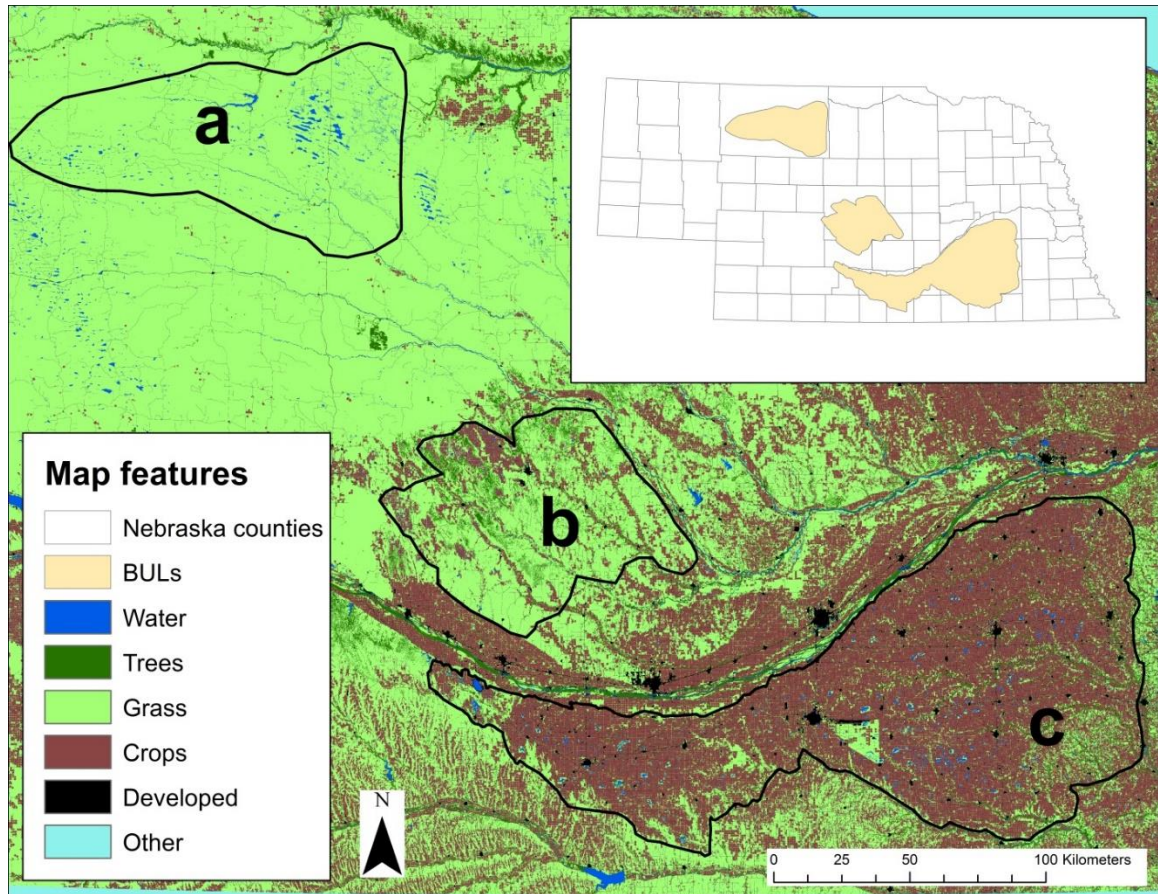 a
b
c
Map features
Nebraska counties
BULs
Water
Trees
Grass
Crops
Developed
Other
N
0 25 50 100 Kilometers